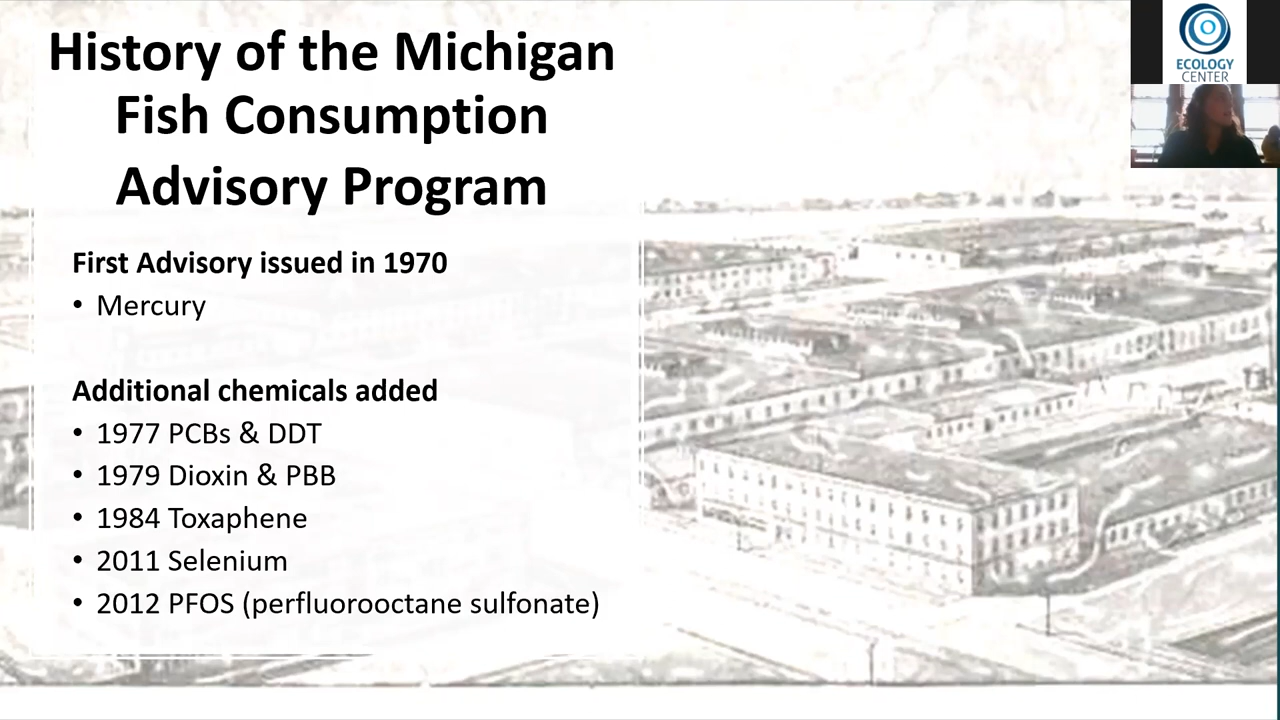 History of the Michigan
Fish Consumption
Advisory Program
First Advisory issued in 1970
• Mercury
Additional chemicals added
• 1977 PCBs & DDT
• 1979 Dioxin & PBB
• 1984 Toxaphene
• 2011 Selenium
• 2012 PFOS (perfluorooctane sulfonate)
ECOLOGY
CENTER